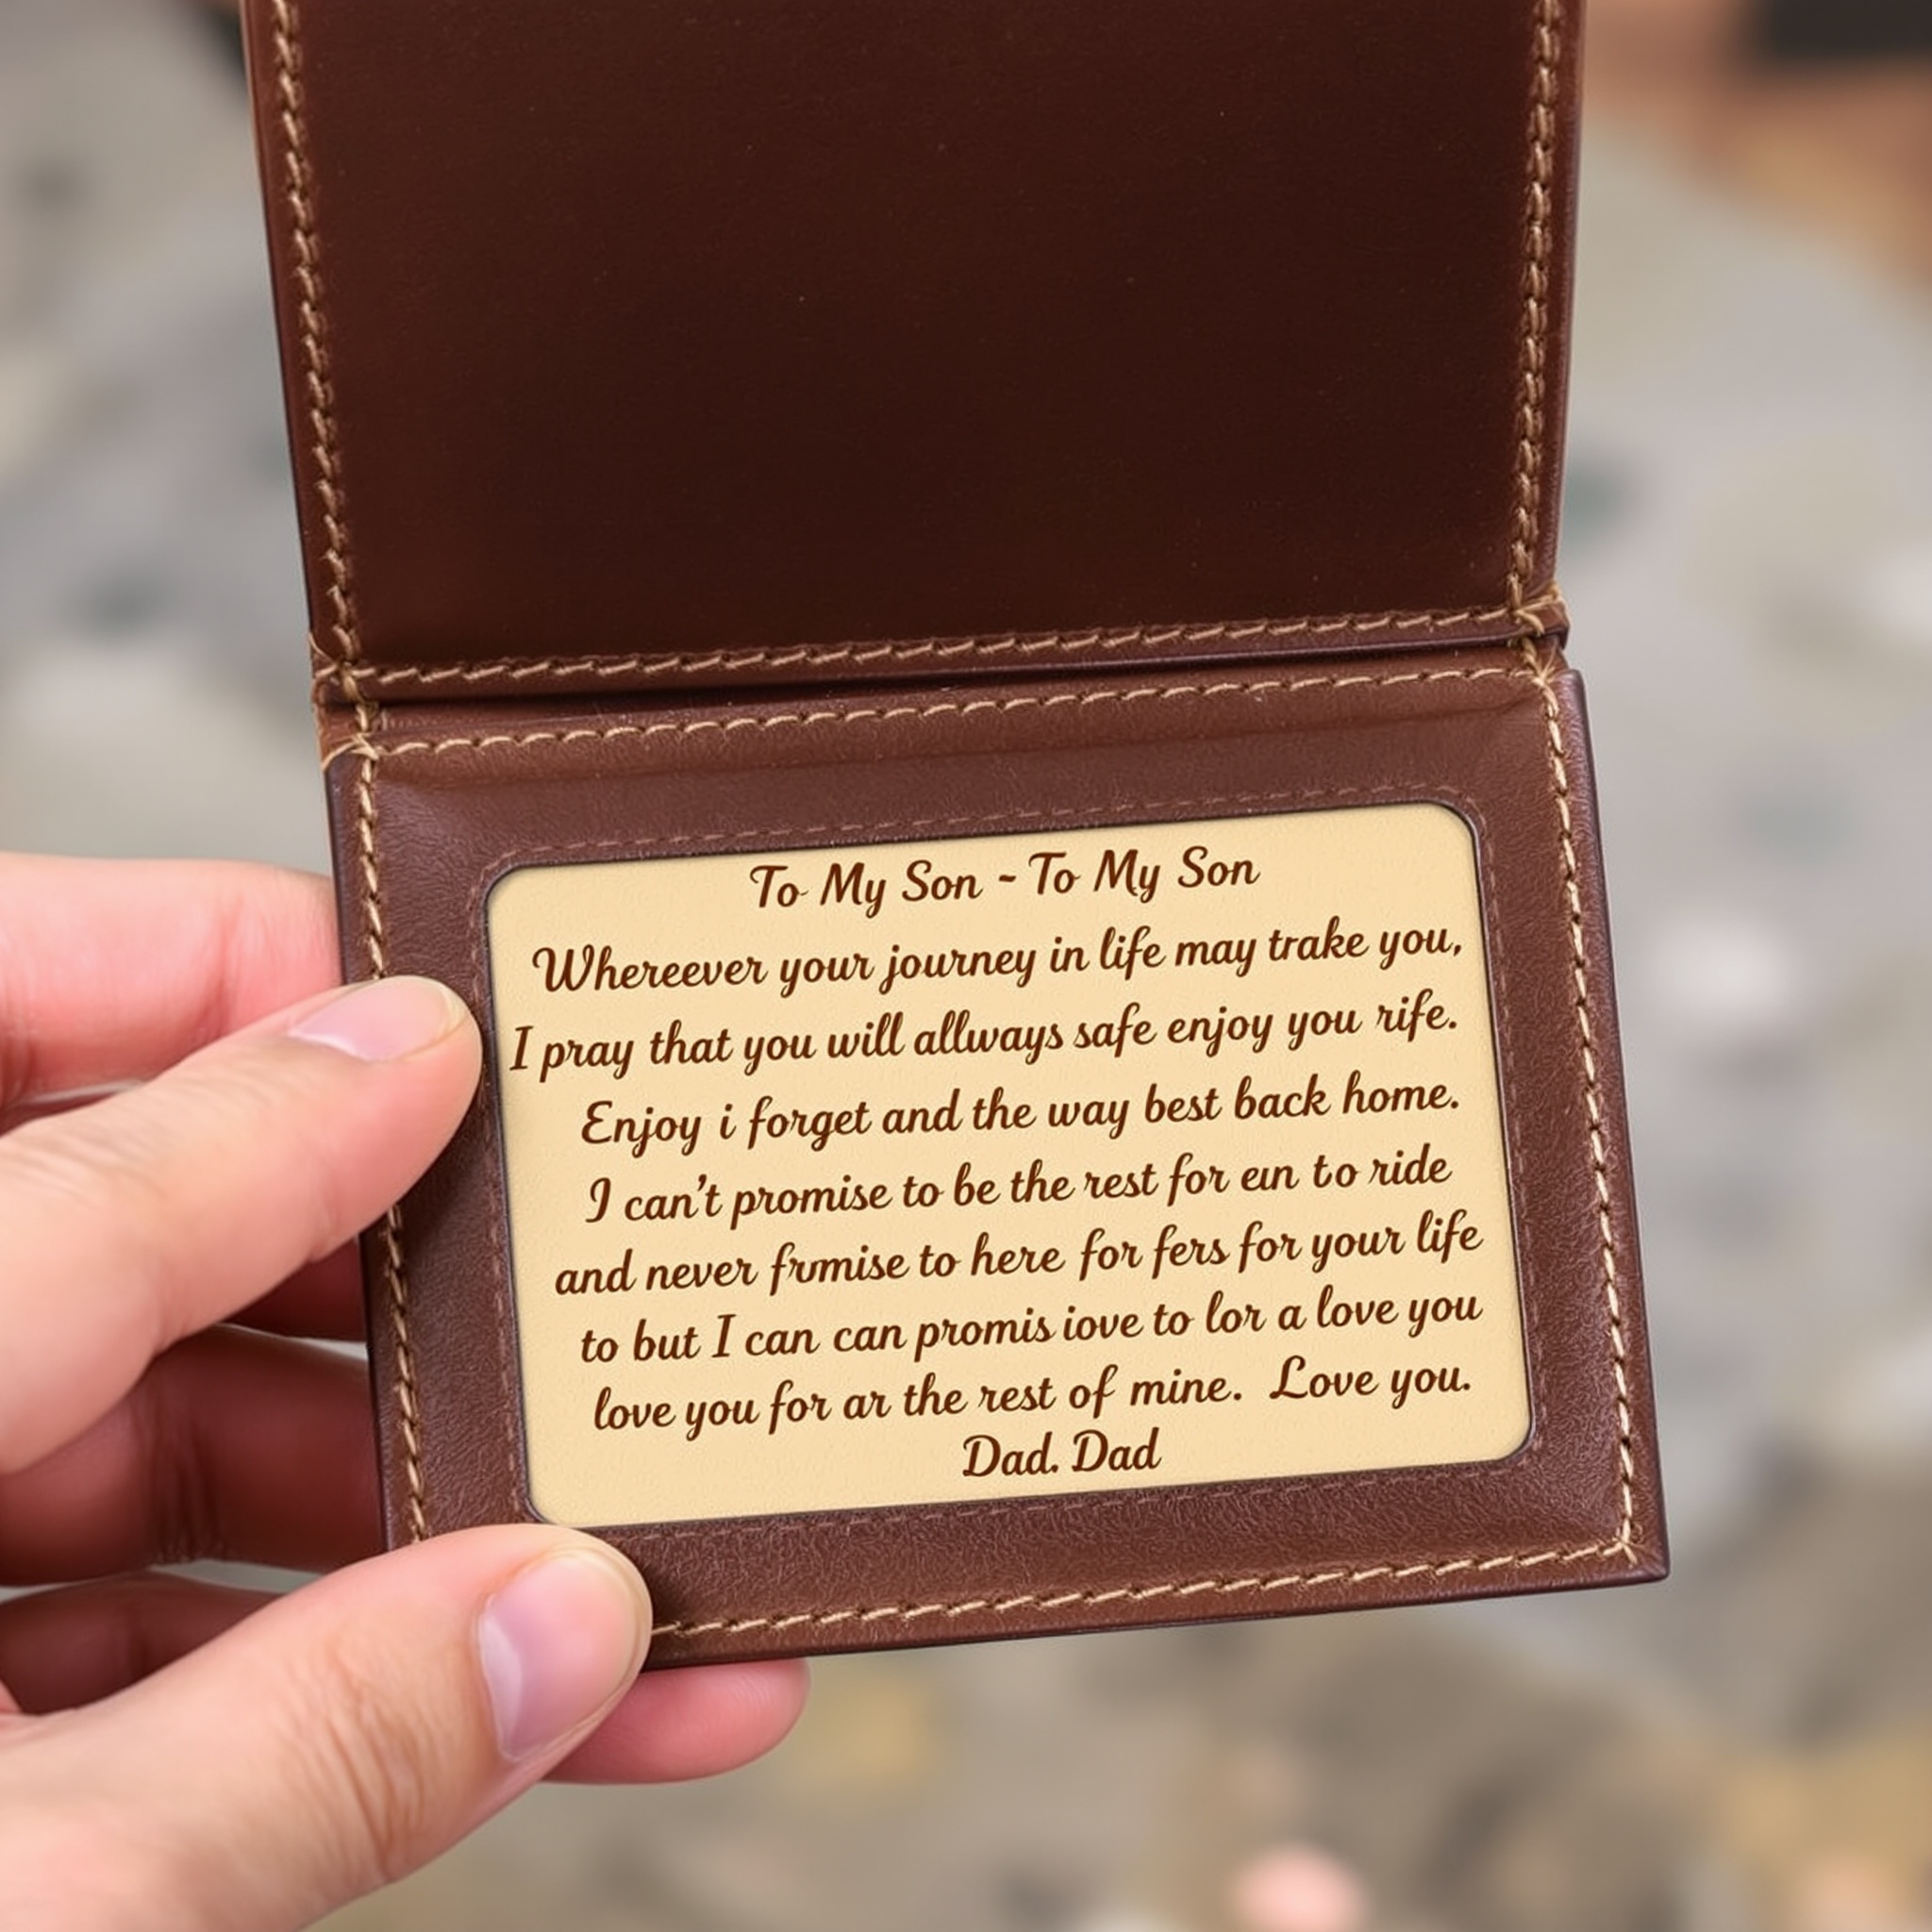 To My Son ~ To My Son
Whereever your journey in life may trake you,
I pray that you will allways safe enjoy you rife.
Enjoy i forget and the way best back home.
I can't promise to be the rest for eın to ride
and never frmise to here for fers for your life
to but I can can promis iove to lor a love you
love you for ar the rest of mine. Love you.
Dad. Dad